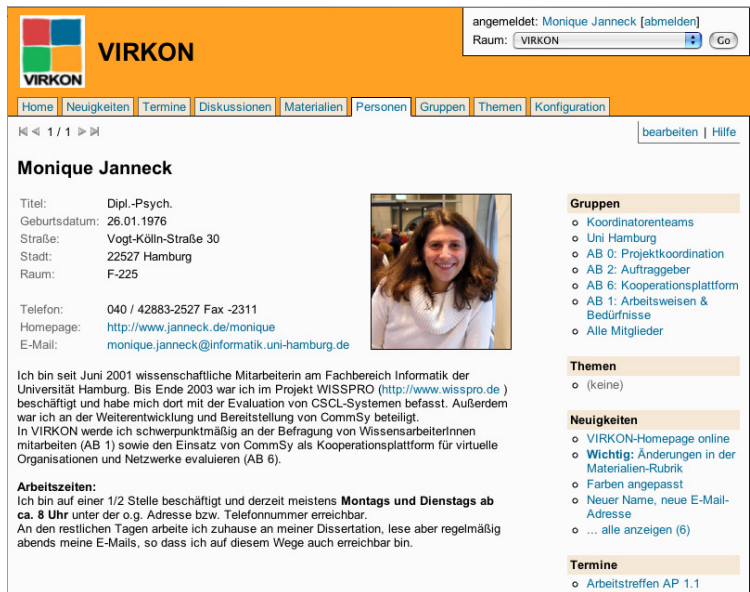 angemeldet: Monique Janneck [abmelden]
Raum: VIRKON Go
VIRKON
VIRKON
Home Neuigkeiten Termine Diskussionen Materialien Personen Gruppen Themen Konfiguration
1 / 1
bearbeiten | Hilfe
Monique Janneck
Titel: Dipl.-Psych.
Geburtsdatum: 26.01.1976
Straße: Vogt-Kölln-Straße 30
Stadt: 22527 Hamburg
Raum: F-225
Telefon: 040 / 42883-2527 Fax -2311
Homepage: http://www.janneck.de/monique
E-Mail: monique.janneck@informatik.uni-hamburg.de
Ich bin seit Juni 2001 wissenschaftliche Mitarbeiterin am Fachbereich Informatik der
Universität Hamburg. Bis Ende 2003 war ich im Projekt WISSPRO (http://www.wisspro.de )
beschäftigt und habe mich dort mit der Evaluation von CSCL-Systemen befasst. Außerdem
war ich an der Weiterentwicklung und Bereitstellung von CommSy beteiligt.
In VIRKON werde ich schwerpunktmäßig an der Befragung von WissensarbeiterInnen
mitarbeiten (AB 1) sowie den Einsatz von CommSy als Kooperationsplattform für virtuelle
Organisationen und Netzwerke evaluieren (AB 6).
Arbeitszeiten:
Ich bin auf einer 1/2 Stelle beschäftigt und derzeit meistens Montags und Dienstags ab
ca. 8 Uhr unter der o.g. Adresse bzw. Telefonnummer erreichbar.
An den restlichen Tagen arbeite ich zuhause an meiner Dissertation, lese aber regelmäßig
abends meine E-Mails, so dass ich auf diesem Wege auch erreichbar bin.
Gruppen
Koordinatorenteams
Uni Hamburg
AB 0: Projektkoordination
AB 2: Auftraggeber
AB 6: Kooperationsplattform
AB 1: Arbeitsweisen &
Bedürfnisse
Alle Mitglieder
Themen
(keine)
Neuigkeiten
VIRKON-Homepage online
Wichtig: Änderungen in der
Materialien-Rubrik
Farben angepasst
Neuer Name, neue E-Mail-
Adresse
... alle anzeigen (6)
Termine
Arbeitstreffen AP 1.1